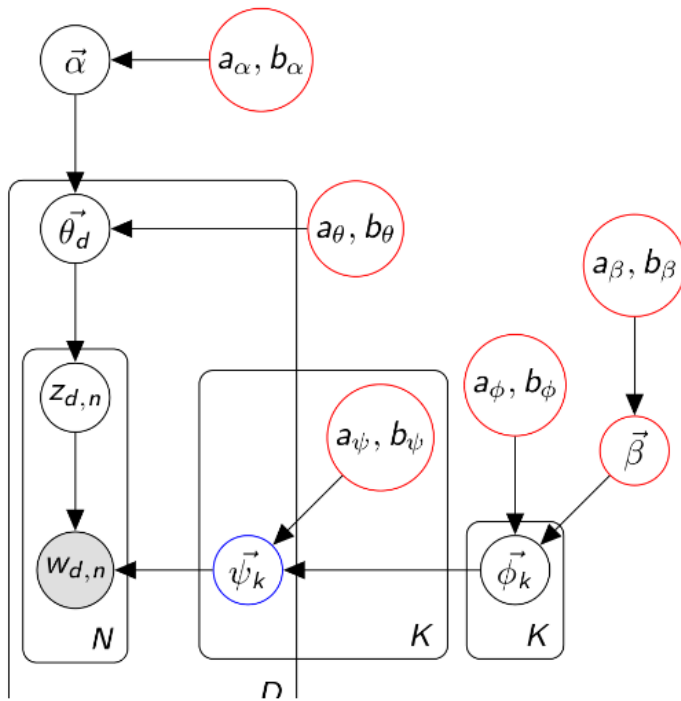 α⃗
a_α, b_α
θ⃗_d
a_θ, b_θ
a_β, b_β
z_{d,n}
a_ϕ, b_ϕ
a_ψ, b_ψ
β⃗
w_{d,n}
ψ⃗_k
ϕ⃗_k
N
K
K
D